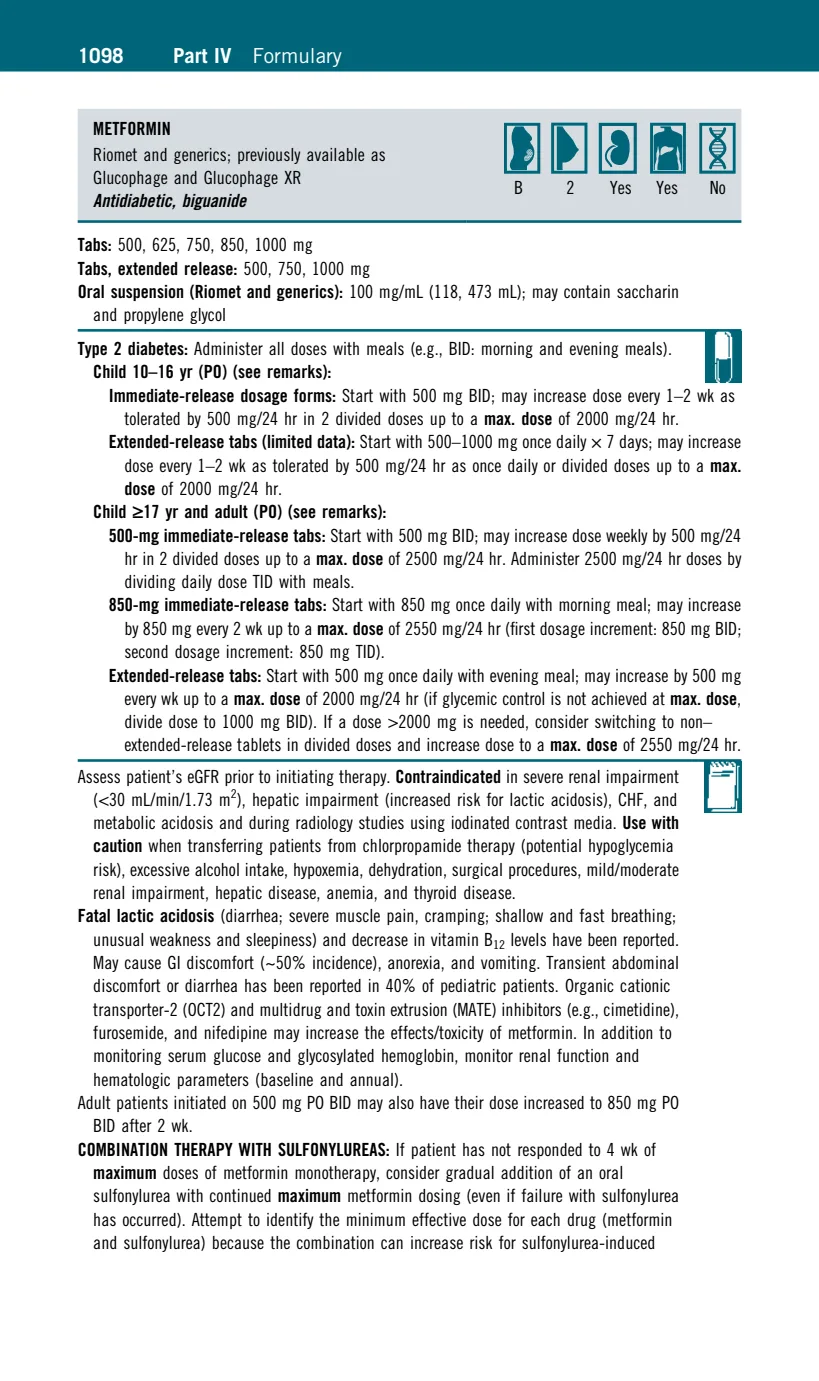 1098 Part IV Formulary
METFORMIN
Riomet and generics; previously available as
Glucophage and Glucophage XR
Antidiabetic, biguanide
B 2 Yes Yes No
Tabs: 500, 625, 750, 850, 1000 mg
Tabs, extended release: 500, 750, 1000 mg
Oral suspension (Riomet and generics): 100 mg/mL (118, 473 mL); may contain saccharin
and propylene glycol
Type 2 diabetes: Administer all doses with meals (e.g., BID: morning and evening meals).
Child 10–16 yr (PO) (see remarks):
Immediate-release dosage forms: Start with 500 mg BID; may increase dose every 1–2 wk as
tolerated by 500 mg/24 hr in 2 divided doses up to a max. dose of 2000 mg/24 hr.
Extended-release tabs (limited data): Start with 500–1000 mg once daily × 7 days; may increase
dose every 1–2 wk as tolerated by 500 mg/24 hr as once daily or divided doses up to a max.
dose of 2000 mg/24 hr.
Child ≥17 yr and adult (PO) (see remarks):
500-mg immediate-release tabs: Start with 500 mg BID; may increase dose weekly by 500 mg/24
hr in 2 divided doses up to a max. dose of 2500 mg/24 hr. Administer 2500 mg/24 hr doses by
dividing daily dose TID with meals.
850-mg immediate-release tabs: Start with 850 mg once daily with morning meal; may increase
by 850 mg every 2 wk up to a max. dose of 2550 mg/24 hr (first dosage increment: 850 mg BID;
second dosage increment: 850 mg TID).
Extended-release tabs: Start with 500 mg once daily with evening meal; may increase by 500 mg
every wk up to a max. dose of 2000 mg/24 hr (if glycemic control is not achieved at max. dose,
divide dose to 1000 mg BID). If a dose >2000 mg is needed, consider switching to non–
extended-release tablets in divided doses and increase dose to a max. dose of 2550 mg/24 hr.
Assess patient's eGFR prior to initiating therapy. Contraindicated in severe renal impairment
(<30 mL/min/1.73 m²), hepatic impairment (increased risk for lactic acidosis), CHF, and
metabolic acidosis and during radiology studies using iodinated contrast media. Use with
caution when transferring patients from chlorpropamide therapy (potential hypoglycemia
risk), excessive alcohol intake, hypoxemia, dehydration, surgical procedures, mild/moderate
renal impairment, hepatic disease, anemia, and thyroid disease.
Fatal lactic acidosis (diarrhea; severe muscle pain, cramping; shallow and fast breathing;
unusual weakness and sleepiness) and decrease in vitamin B₁₂ levels have been reported.
May cause GI discomfort (~50% incidence), anorexia, and vomiting. Transient abdominal
discomfort or diarrhea has been reported in 40% of pediatric patients. Organic cationic
transporter-2 (OCT2) and multidrug and toxin extrusion (MATE) inhibitors (e.g., cimetidine),
furosemide, and nifedipine may increase the effects/toxicity of metformin. In addition to
monitoring serum glucose and glycosylated hemoglobin, monitor renal function and
hematologic parameters (baseline and annual).
Adult patients initiated on 500 mg PO BID may also have their dose increased to 850 mg PO
BID after 2 wk.
COMBINATION THERAPY WITH SULFONYLUREAS: If patient has not responded to 4 wk of
maximum doses of metformin monotherapy, consider gradual addition of an oral
sulfonylurea with continued maximum metformin dosing (even if failure with sulfonylurea
has occurred). Attempt to identify the minimum effective dose for each drug (metformin
and sulfonylurea) because the combination can increase risk for sulfonylurea-induced